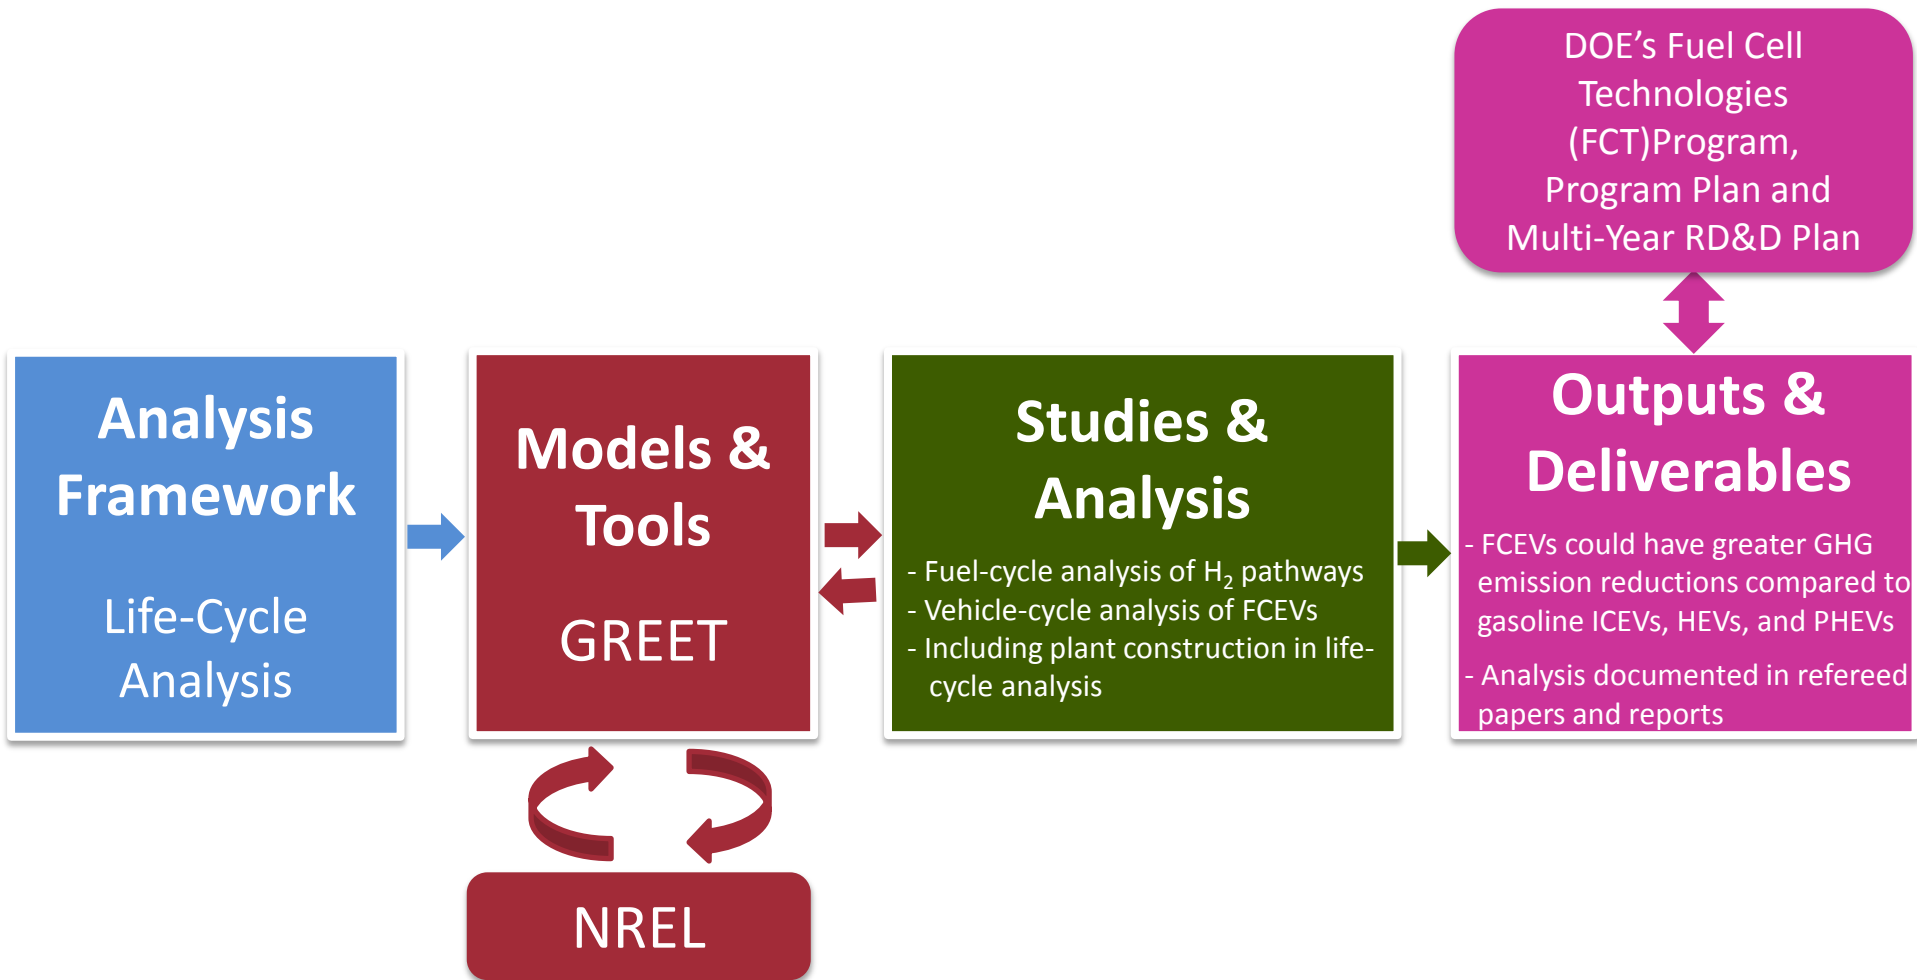 DOE’s Fuel Cell
Technologies
(FCT)Program,
Program Plan and
Multi-Year RD&D Plan
Analysis
Framework
Life-Cycle
Analysis
Models &
Tools
GREET
Studies &
Analysis
- Fuel-cycle analysis of H₂ pathways
- Vehicle-cycle analysis of FCEVs
- Including plant construction in life-
cycle analysis
Outputs &
Deliverables
- FCEVs could have greater GHG
emission reductions compared to
gasoline ICEVs, HEVs, and PHEVs
- Analysis documented in refereed
papers and reports
NREL